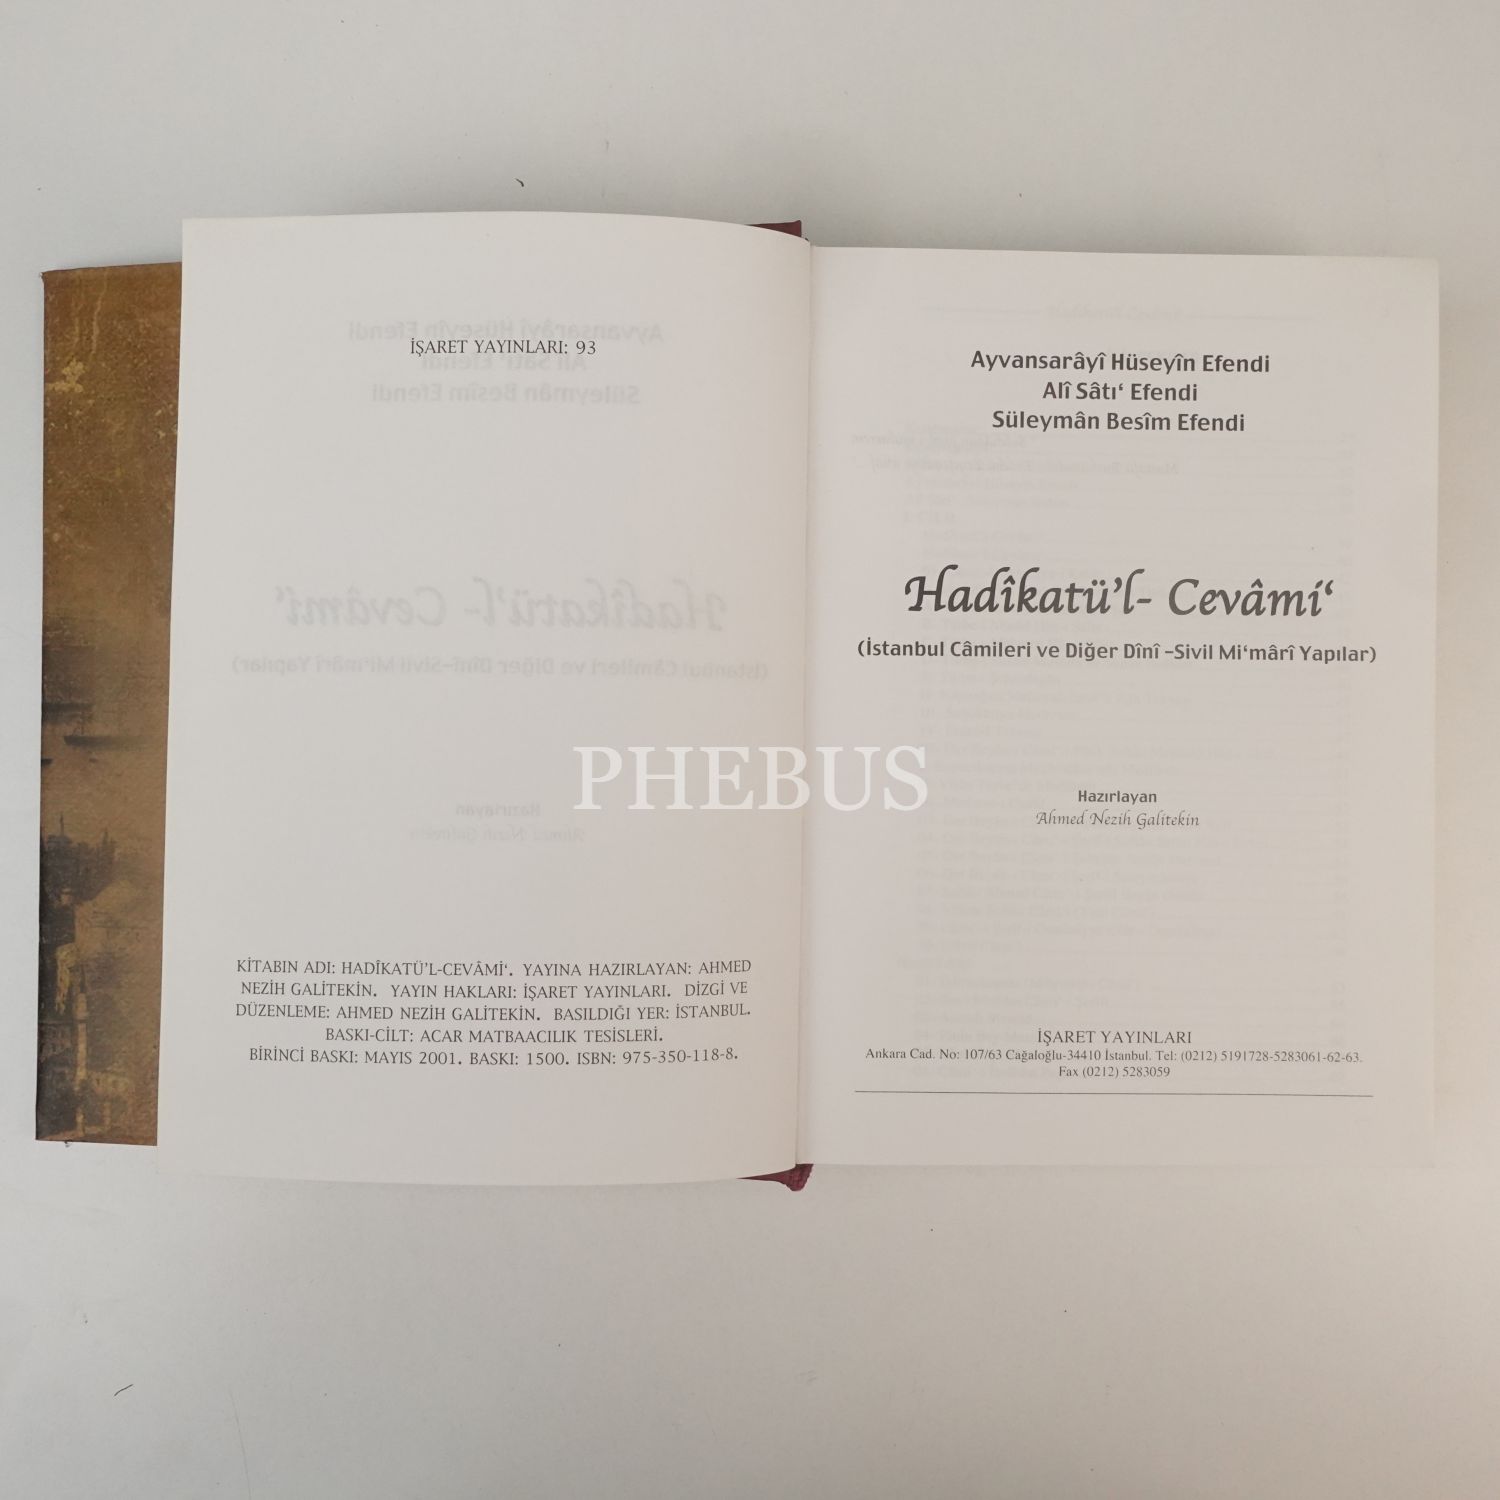 İŞARET YAYINLARI: 93
KİTABIN ADI: HADÎKATÜ’L-CEVÂMİ‘. YAYINA HAZIRLAYAN: AHMED
NEZİH GALİTEKİN. YAYIN HAKLARI: İŞARET YAYINLARI. DİZGİ VE
DÜZENLEME: AHMED NEZİH GALİTEKİN. BASILDIĞI YER: İSTANBUL.
BASKI-CİLT: ACAR MATBAACILIK TESİSLERİ.
BİRİNCİ BASKI: MAYIS 2001. BASKI: 1500. ISBN: 975-350-118-8.
Ayvansarâyî Hüseyîn Efendi
Alî Sâtı‘ Efendi
Süleymân Besîm Efendi
Hadîkatü’l- Cevâmi‘
(İstanbul Câmileri ve Diğer Dînî –Sivil Mi‘mârî Yapılar)
PHEBUS
Hazırlayan
Ahmed Nezih Galitekin
İŞARET YAYINLARI
Ankara Cad. No: 107/63 Cağaloğlu-34410 İstanbul. Tel: (0212) 5191728-5283061-62-63.
Fax (0212) 5283059